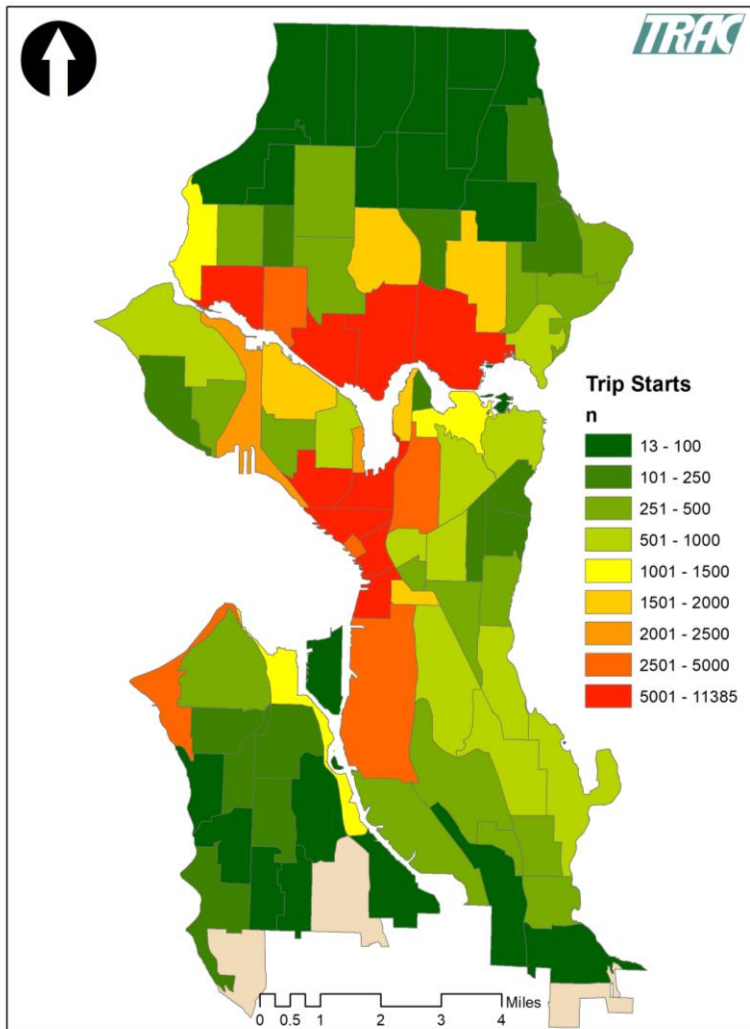 TRAC
Trip Starts
n
13 - 100
101 - 250
251 - 500
501 - 1000
1001 - 1500
1501 - 2000
2001 - 2500
2501 - 5000
5001 - 11385
Miles
0 0.5 1 2 3 4